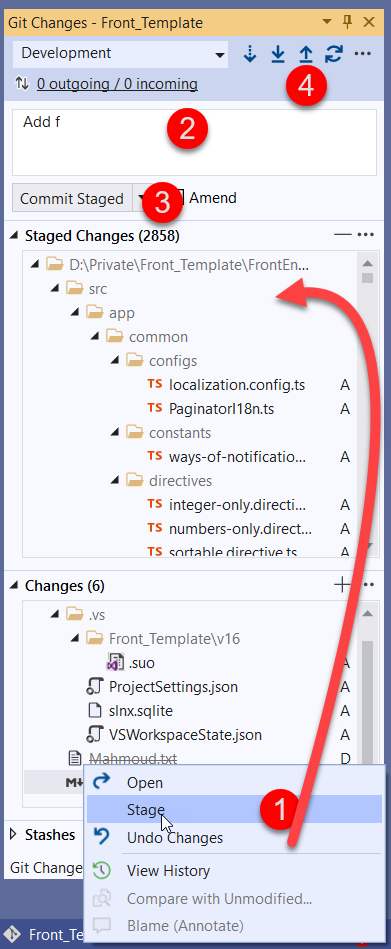 Git Changes - Front_Template
Development
0 outgoing / 0 incoming
4
Add f
2
Commit Staged
3
Amend
Staged Changes (2858)
D:\Private\Front_Template\FrontEn...
src
app
common
configs
TS localization.config.ts A
TS PaginatorI18n.ts A
constants
TS ways-of-notificatio... A
directives
TS integer-only.directi... A
TS numbers-only.direct... A
TS sortable.directive.ts A
Changes (6)
.vs
Front_Template\v16
.suo A
ProjectSettings.json A
slnx.sqlite A
VSWorkspaceState.json A
Mahmoud.txt D
M
Open
Stage
1
Undo Changes
Stashes
View History
Git Change
Compare with Unmodified...
Blame (Annotate)
Front_Te